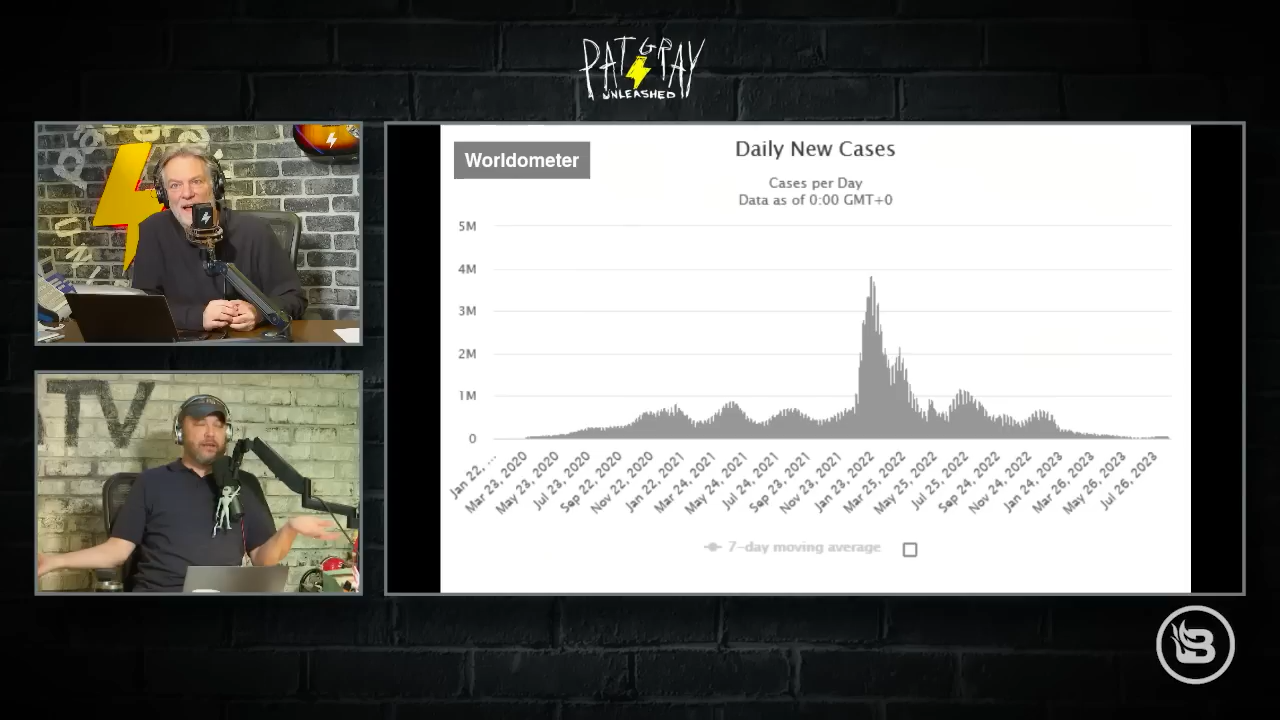 PAT GRAY
UNLEASHED
TV
Worldometer
Daily New Cases
Cases per Day
Data as of 0:00 GMT+0
5M
4M
3M
2M
1M
0
Jan 22, ...
Mar 23, 2020
May 23, 2020
Jul 23, 2020
Sep 22, 2020
Nov 22, 2020
Jan 22, 2021
Mar 24, 2021
May 24, 2021
Jul 24, 2021
Sep 23, 2021
Nov 23, 2021
Jan 23, 2022
Mar 25, 2022
May 25, 2022
Jul 25, 2022
Sep 24, 2022
Nov 24, 2022
Jan 24, 2023
Mar 26, 2023
May 26, 2023
Jul 26, 2023
7-day moving average
B